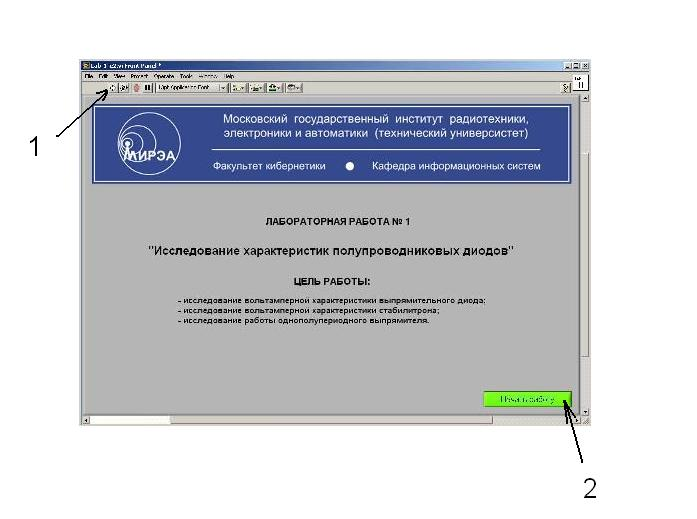 Lab-1-c2.vi Front Panel *
File Edit View Project Operate Tools Window Help
13pt Application Font
1
Московский государственный институт радиотехники,
электроники и автоматики (технический универсистет)
МИРЭА
Факультет кибернетики Кафедра информационных систем
ЛАБОРАТОРНАЯ РАБОТА № 1
"Исследование характеристик полупроводниковых диодов"
ЦЕЛЬ РАБОТЫ:
- исследование вольтамперной характеристики выпрямительного диода;
- исследование вольтамперной характеристики стабилитрона;
- исследование работы однополупериодного выпрямителя.
Начать работу
2